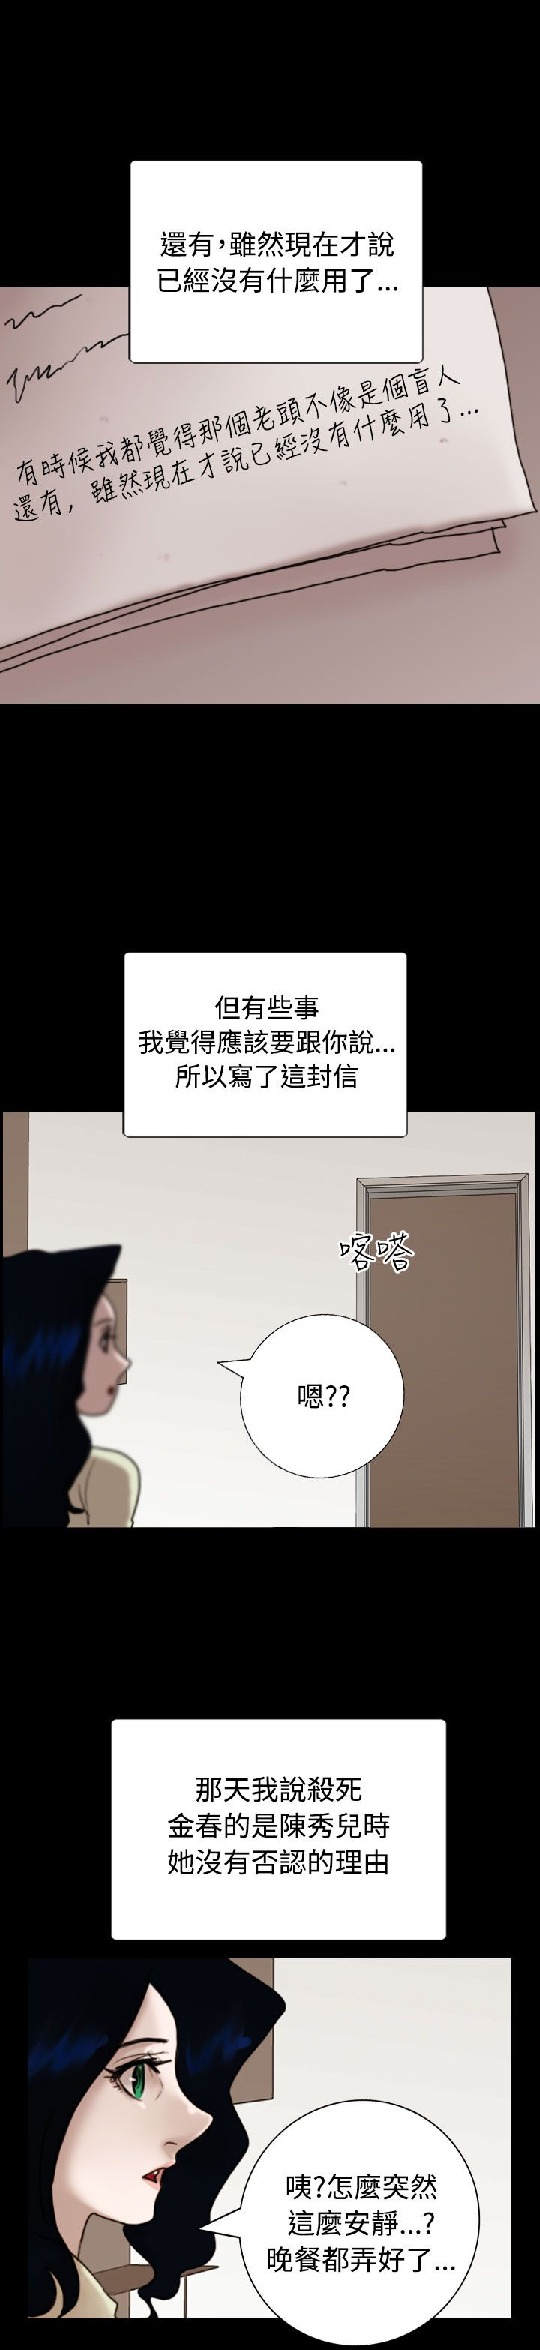 還有，雖然現在才說
已經沒有什麼用了...
有時候我都覺得那個老頭不像是個盲人
還有，雖然現在才說已經沒有什麼用了...
但有些事
我覺得應該要跟你說...
所以寫了這封信
喀嗒
嗯??
那天我說殺死
金春的是陳秀兒時
她沒有否認的理由
咦?怎麼突然
這麼安靜...?
晚餐都弄好了...